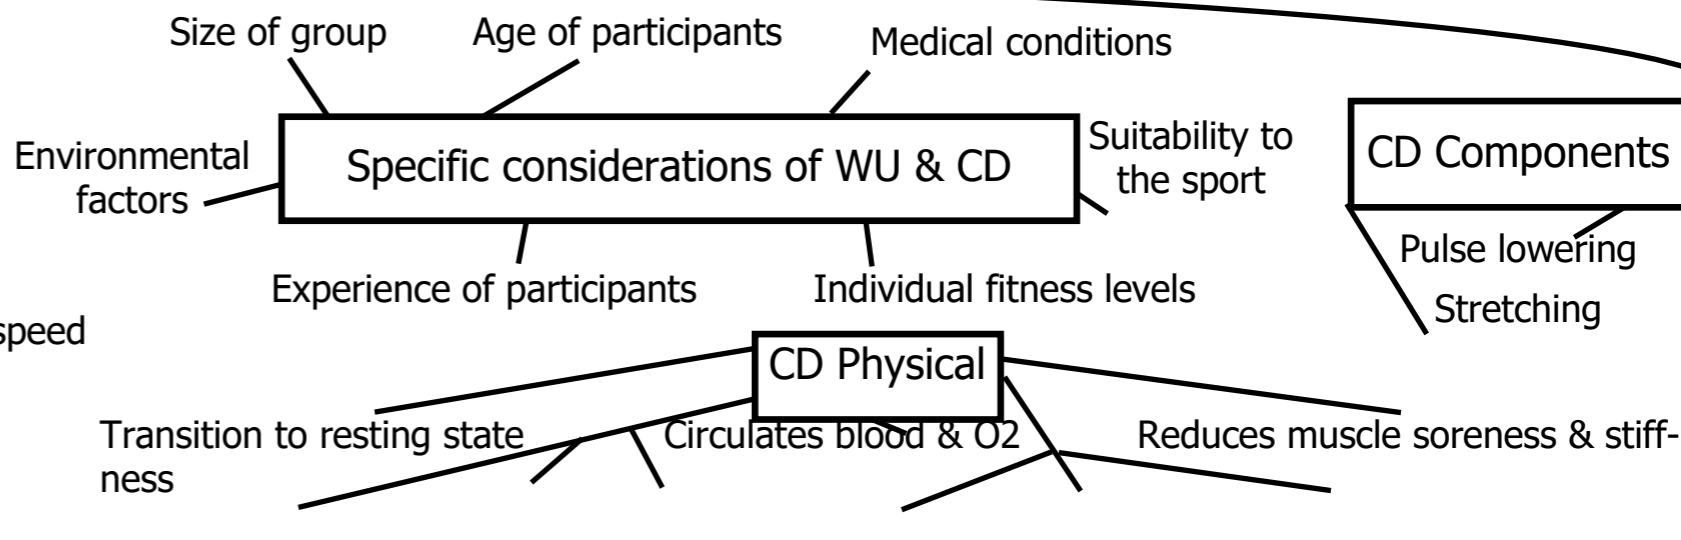 Size of group
Age of participants
Medical conditions
Environmental
factors
Specific considerations of WU & CD
Suitability to
the sport
CD Components
Experience of participants
Individual fitness levels
Pulse lowering
Stretching
speed
CD Physical
Transition to resting state Circulates blood & O2 Reduces muscle soreness & stiff-
ness